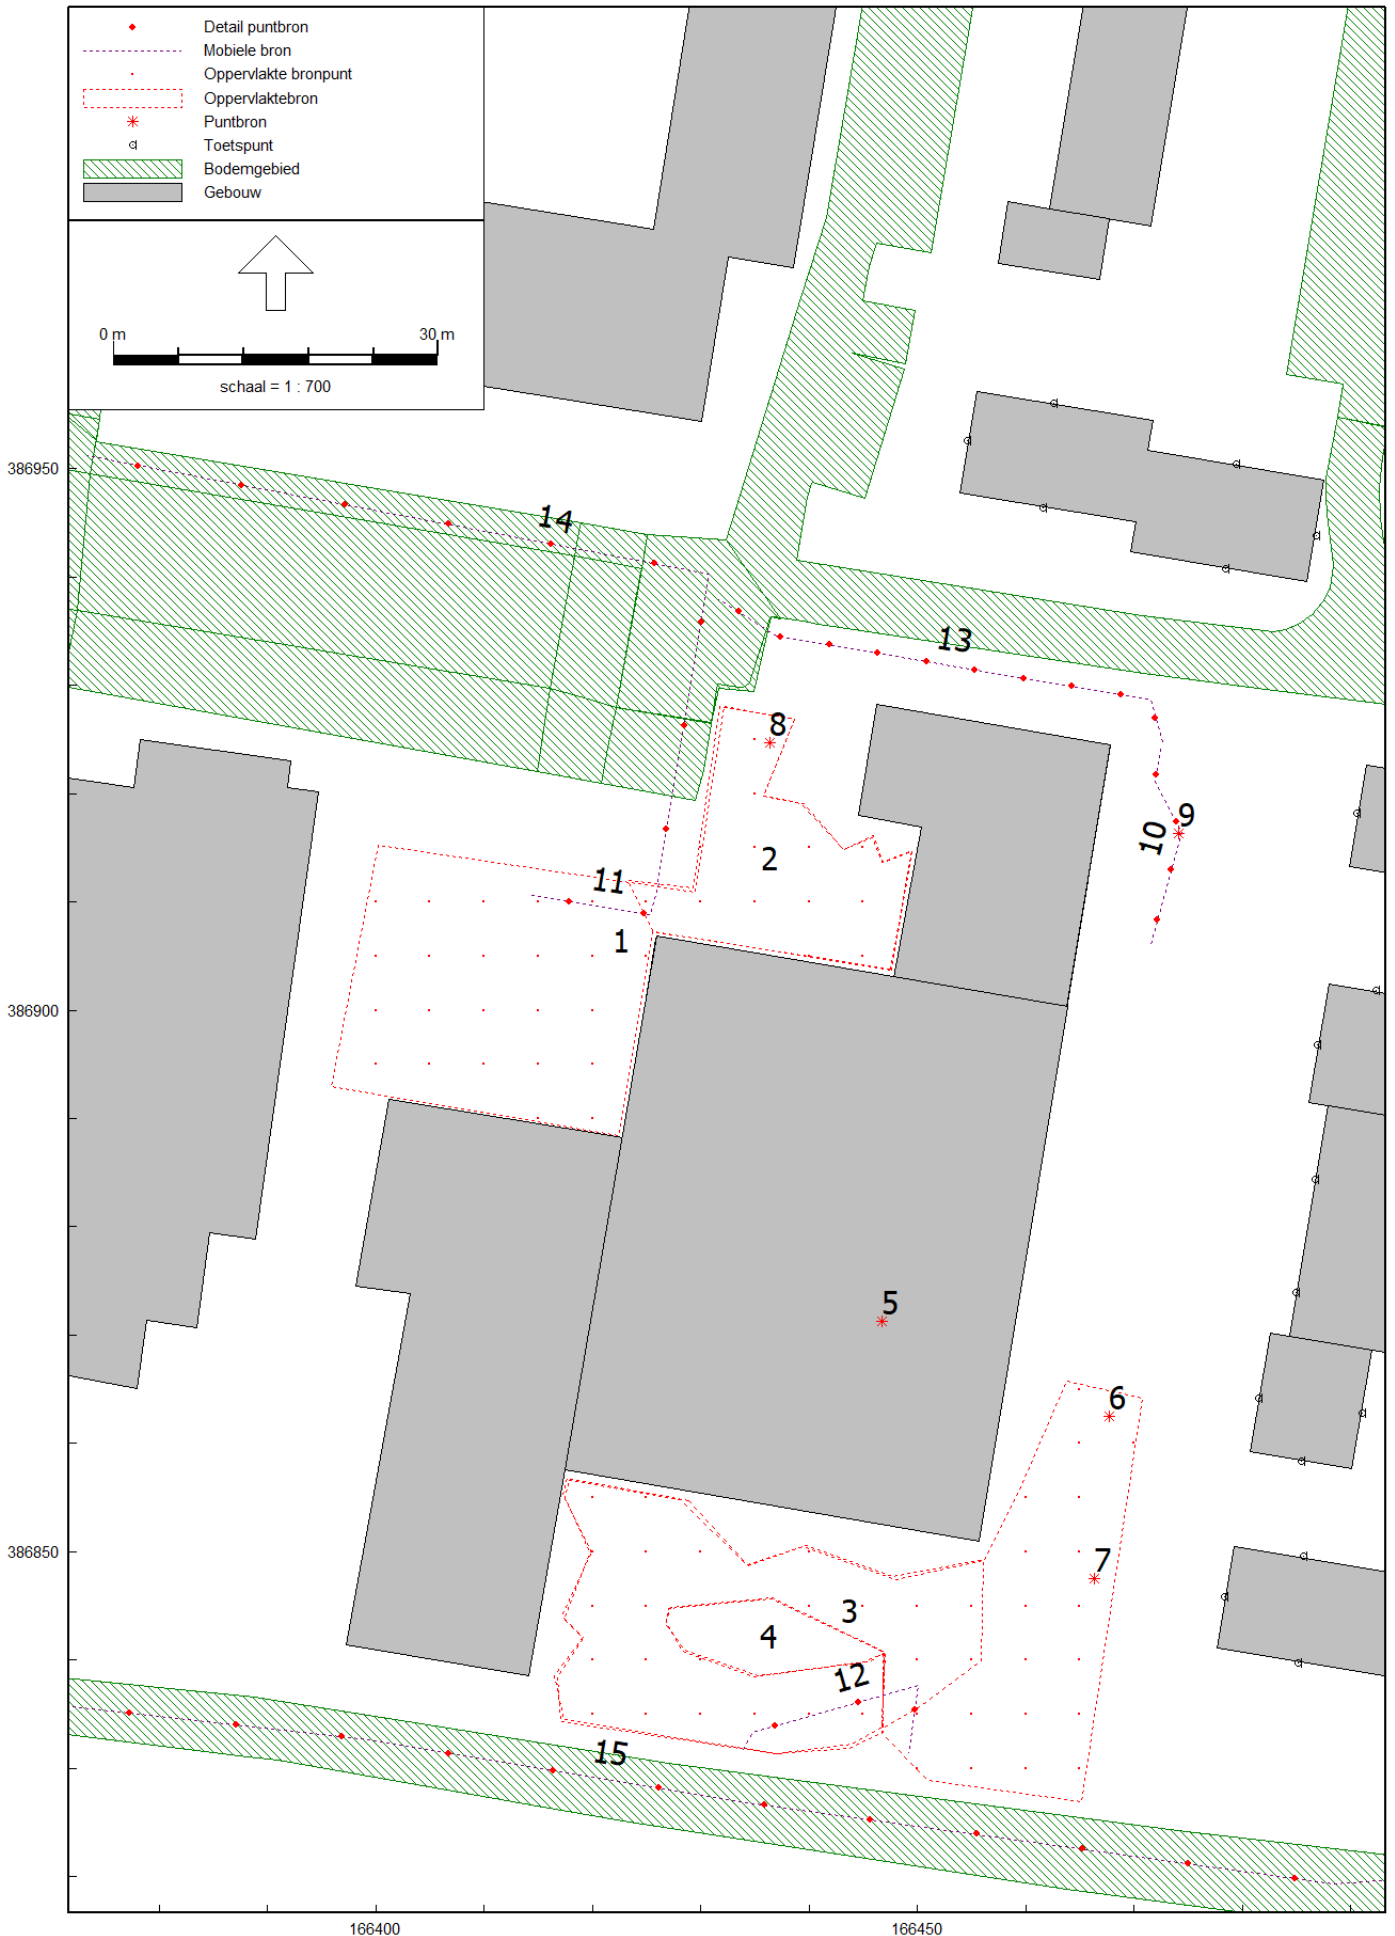 Detail puntbron
Mobiele bron
Oppervlakte bronpunt
Oppervlaktebron
Puntbron
Toetspunt
Bodemgebied
Gebouw
0 m 30 m
schaal = 1 : 700
386950
14
13
8
9
10
2
11
1
386900
5
6
386850
7
3
4
12
15
166400 166450